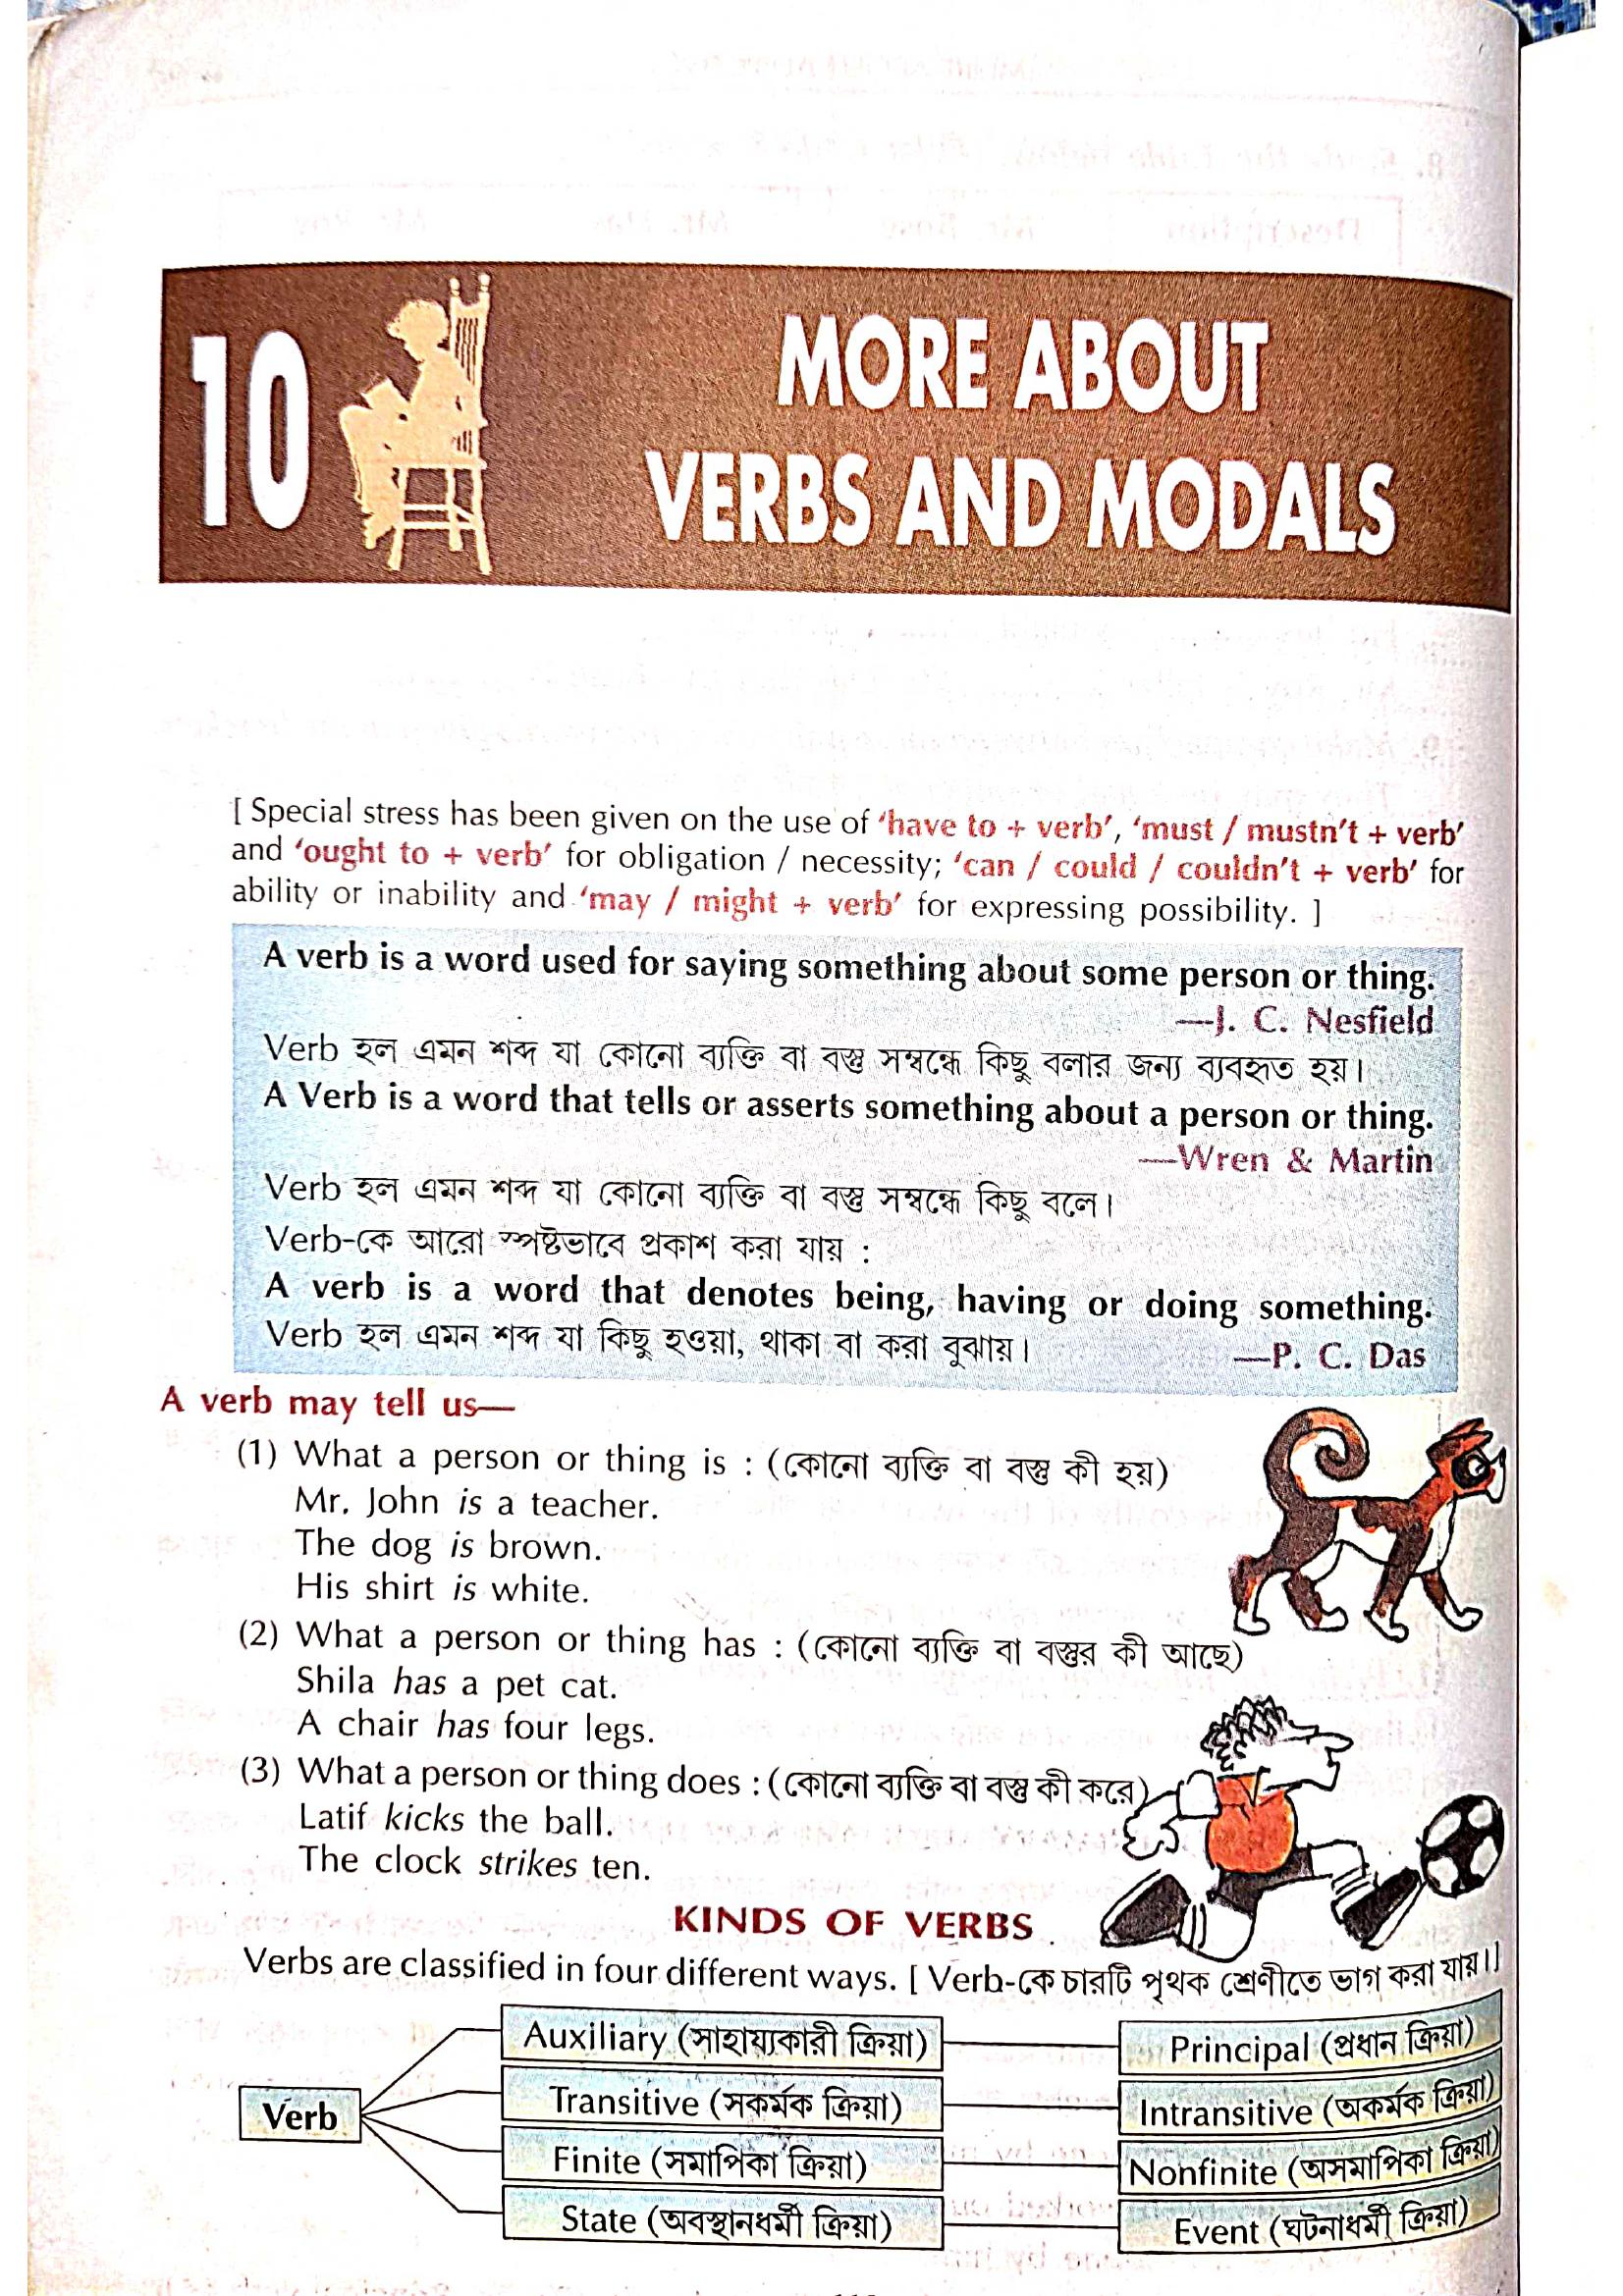 10
MORE ABOUT
VERBS AND MODALS
[ Special stress has been given on the use of 'have to + verb', 'must / mustn't + verb'
and 'ought to + verb' for obligation / necessity; 'can / could / couldn't + verb' for
ability or inability and 'may / might + verb' for expressing possibility. ]
A verb is a word used for saying something about some person or thing.
—J. C. Nesfield
Verb হল এমন শব্দ যা কোনো ব্যক্তি বা বস্তু সম্বন্ধে কিছু বলার জন্য ব্যবহৃত হয়।
A Verb is a word that tells or asserts something about a person or thing.
—Wren & Martin
Verb হল এমন শব্দ যা কোনো ব্যক্তি বা বস্তু সম্বন্ধে কিছু বলে।
Verb-কে আরো স্পষ্টভাবে প্রকাশ করা যায় :
A verb is a word that denotes being, having or doing something.
Verb হল এমন শব্দ যা কিছু হওয়া, থাকা বা করা বুঝায়। —P. C. Das
A verb may tell us—
(1) What a person or thing is : (কোনো ব্যক্তি বা বস্তু কী হয়)
Mr. John is a teacher.
The dog is brown.
His shirt is white.
(2) What a person or thing has : (কোনো ব্যক্তি বা বস্তুর কী আছে)
Shila has a pet cat.
A chair has four legs.
(3) What a person or thing does : (কোনো ব্যক্তি বা বস্তু কী করে)
Latif kicks the ball.
The clock strikes ten.
KINDS OF VERBS
Verbs are classified in four different ways. [ Verb-কে চারটি পৃথক শ্রেণীতে ভাগ করা যায়।]
Verb
Auxiliary (সাহায্যকারী ক্রিয়া) Principal (প্রধান ক্রিয়া)
Transitive (সকর্মক ক্রিয়া) Intransitive (অকর্মক ক্রিয়া)
Finite (সমাপিকা ক্রিয়া) Nonfinite (অসমাপিকা ক্রিয়া)
State (অবস্থানধর্মী ক্রিয়া) Event (ঘটনাধর্মী ক্রিয়া)